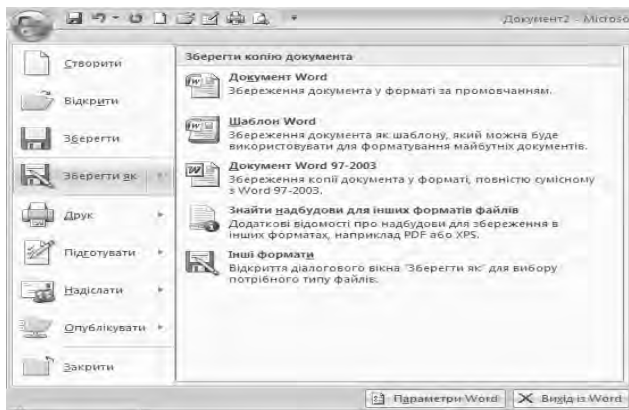 Документ2 - Microso
Створити
Відкрити
Зберегти
Зберегти як
Друк
Підготувати
Надіслати
Опублікувати
Закрити
Зберегти копію документа
Документ Word
Збереження документа у форматі за промовчанням.
Шаблон Word
Збереження документа як шаблону, який можна буде
використовувати для форматування майбутніх документів.
Документ Word 97-2003
Збереження копії документа у форматі, повністю сумісному
з Word 97-2003.
Знайти надбудови для інших форматів файлів
Додаткові відомості про надбудови для збереження в
інших форматах, наприклад PDF або XPS.
Інші формати
Відкриття діалогового вікна "Зберегти як" для вибору
потрібного типу файлів.
Параметри Word
Вихід із Word